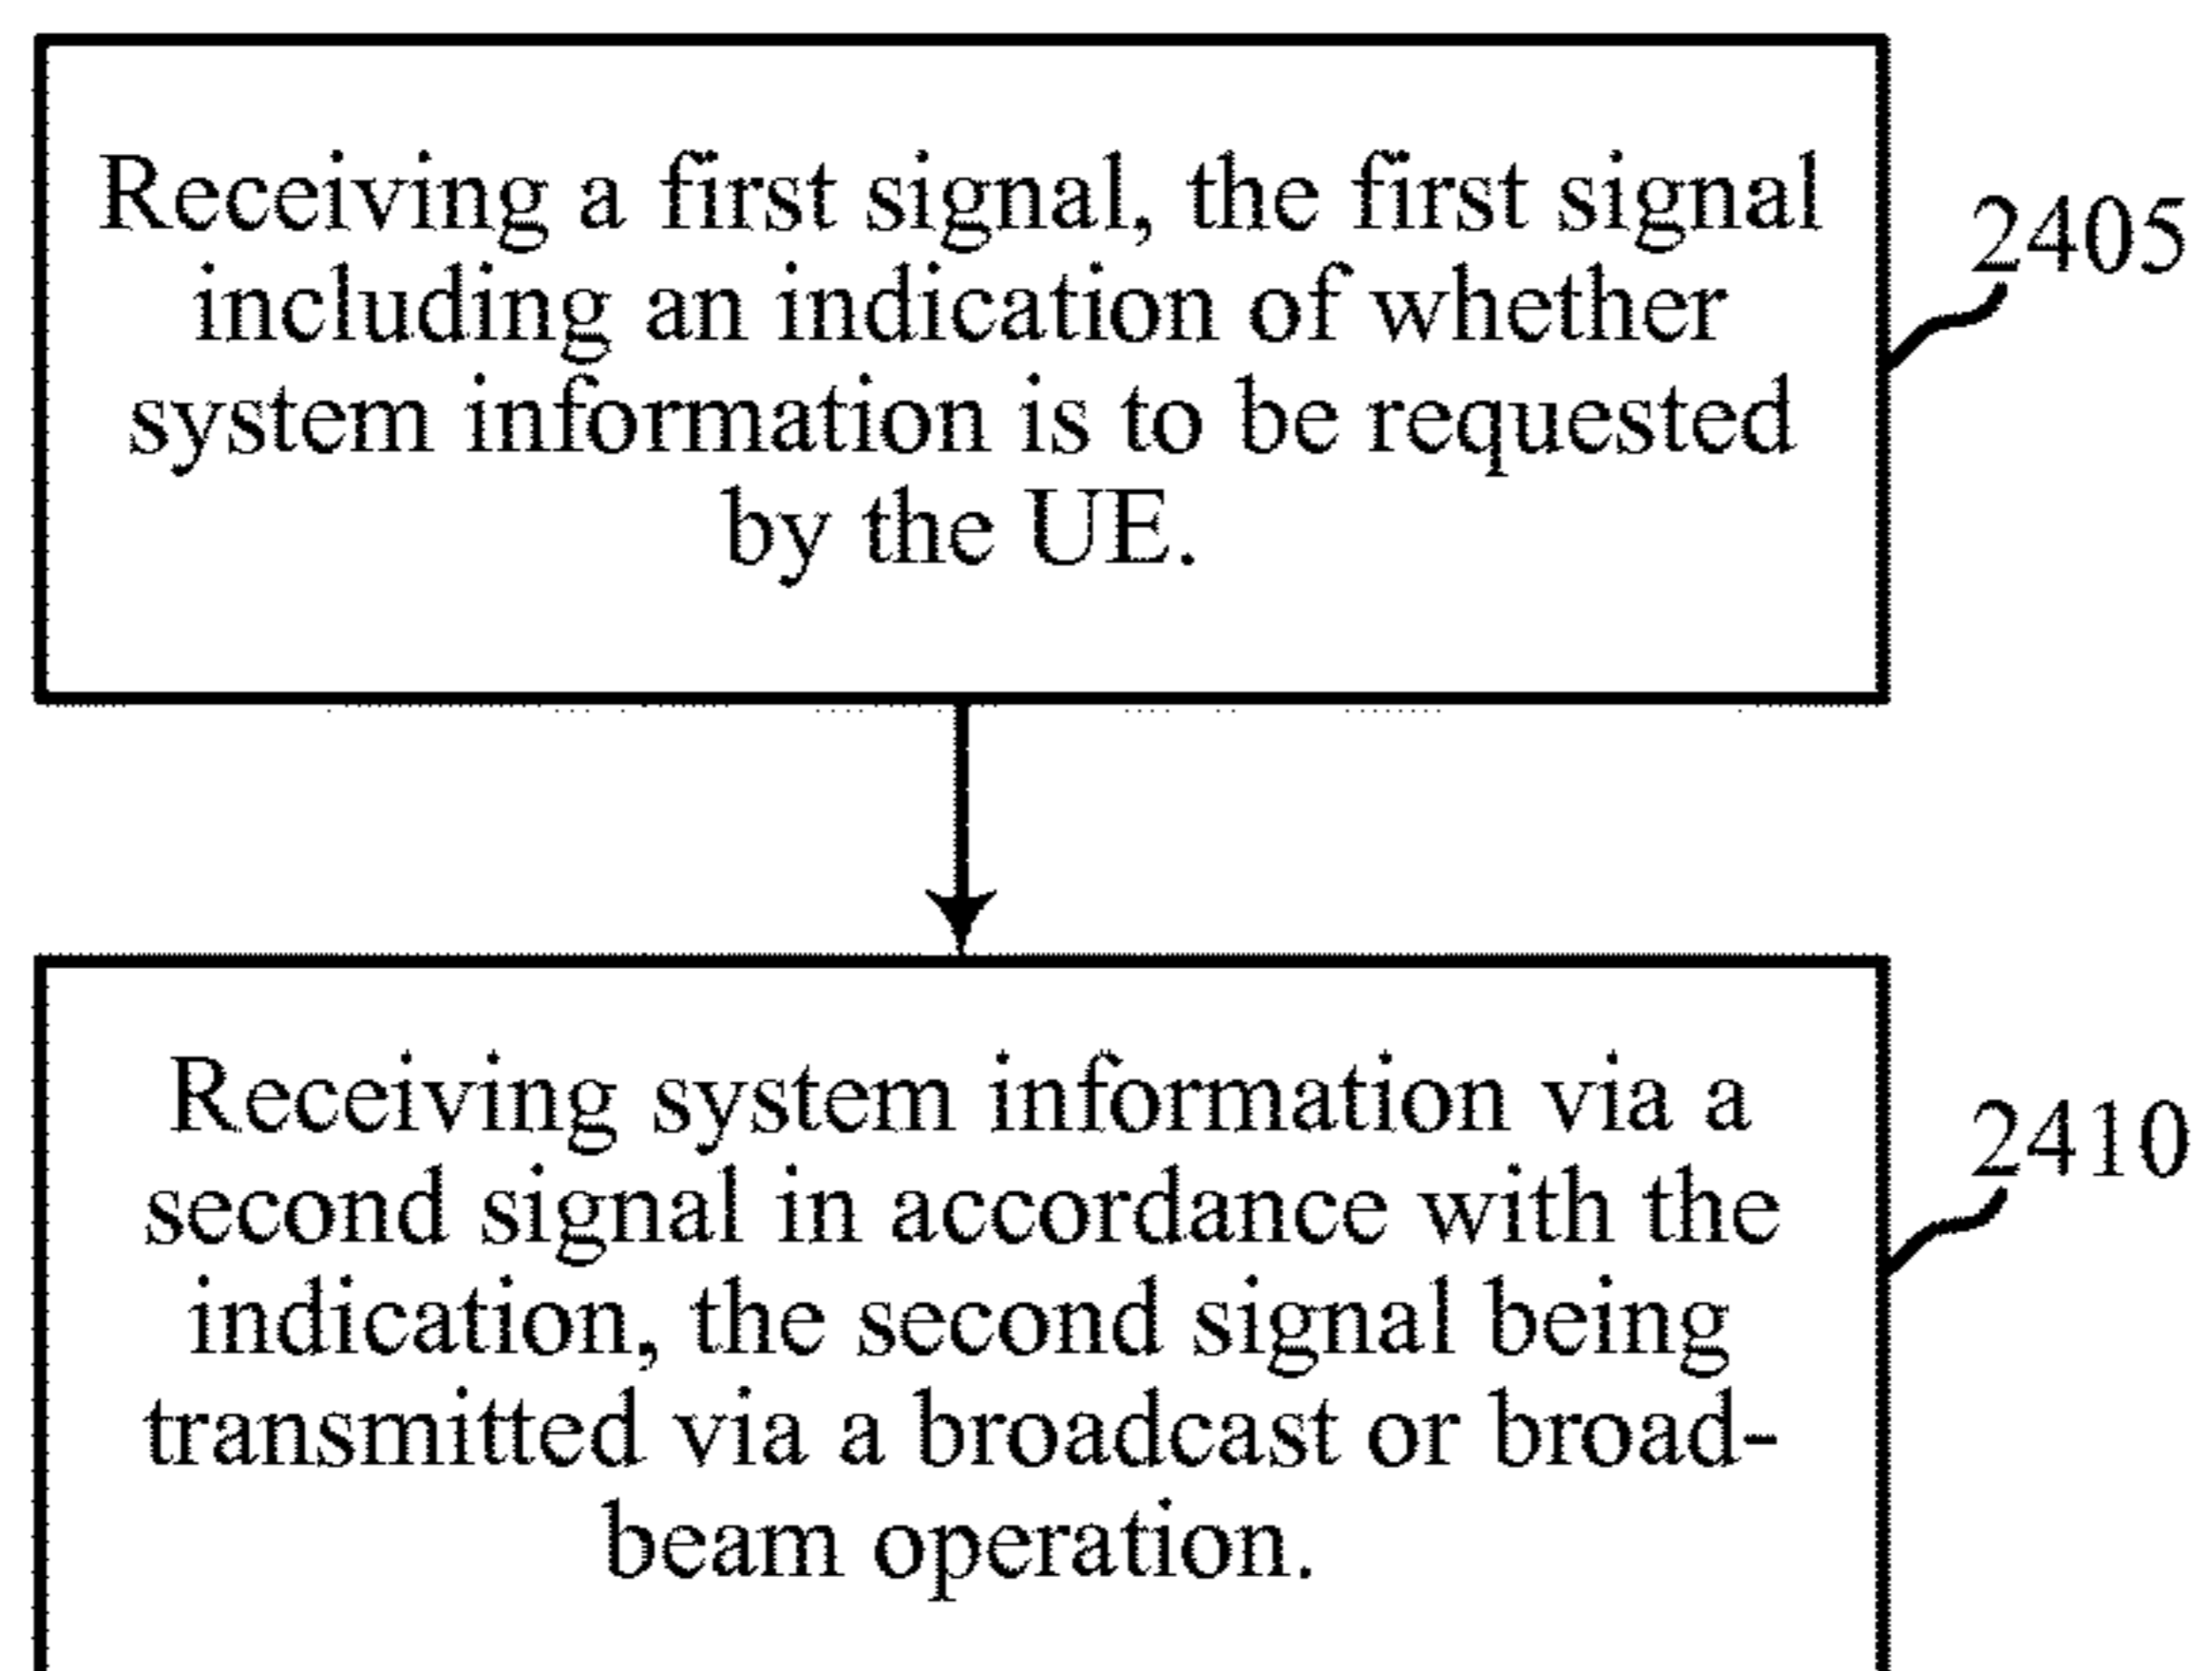 Receiving a first signal, the first signal
including an indication of whether
system information is to be requested
by the UE.
2405
Receiving system information via a
second signal in accordance with the
indication, the second signal being
transmitted via a broadcast or broad-
beam operation.
2410